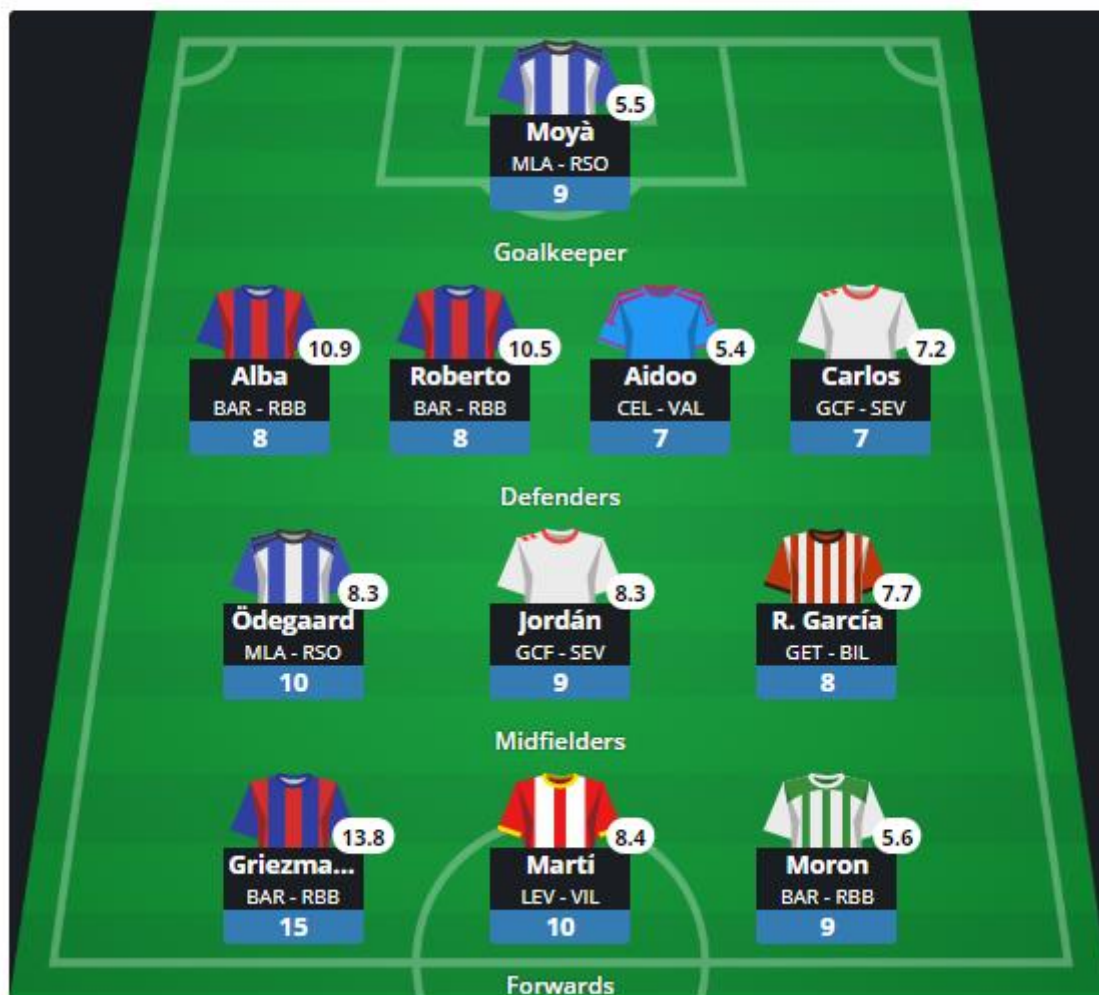 5.5
Moyà
MLA - RSO
9
Goalkeeper
10.9
Alba
BAR - RBB
8
10.5
Roberto
BAR - RBB
8
5.4
Aidoo
CEL - VAL
7
7.2
Carlos
GCF - SEV
7
Defenders
8.3
Ödegaard
MLA - RSO
10
8.3
Jordán
GCF - SEV
9
7.7
R. García
GET - BIL
8
Midfielders
13.8
Griezma...
BAR - RBB
15
8.4
Martí
LEV - VIL
10
5.6
Moron
BAR - RBB
9
Forwards